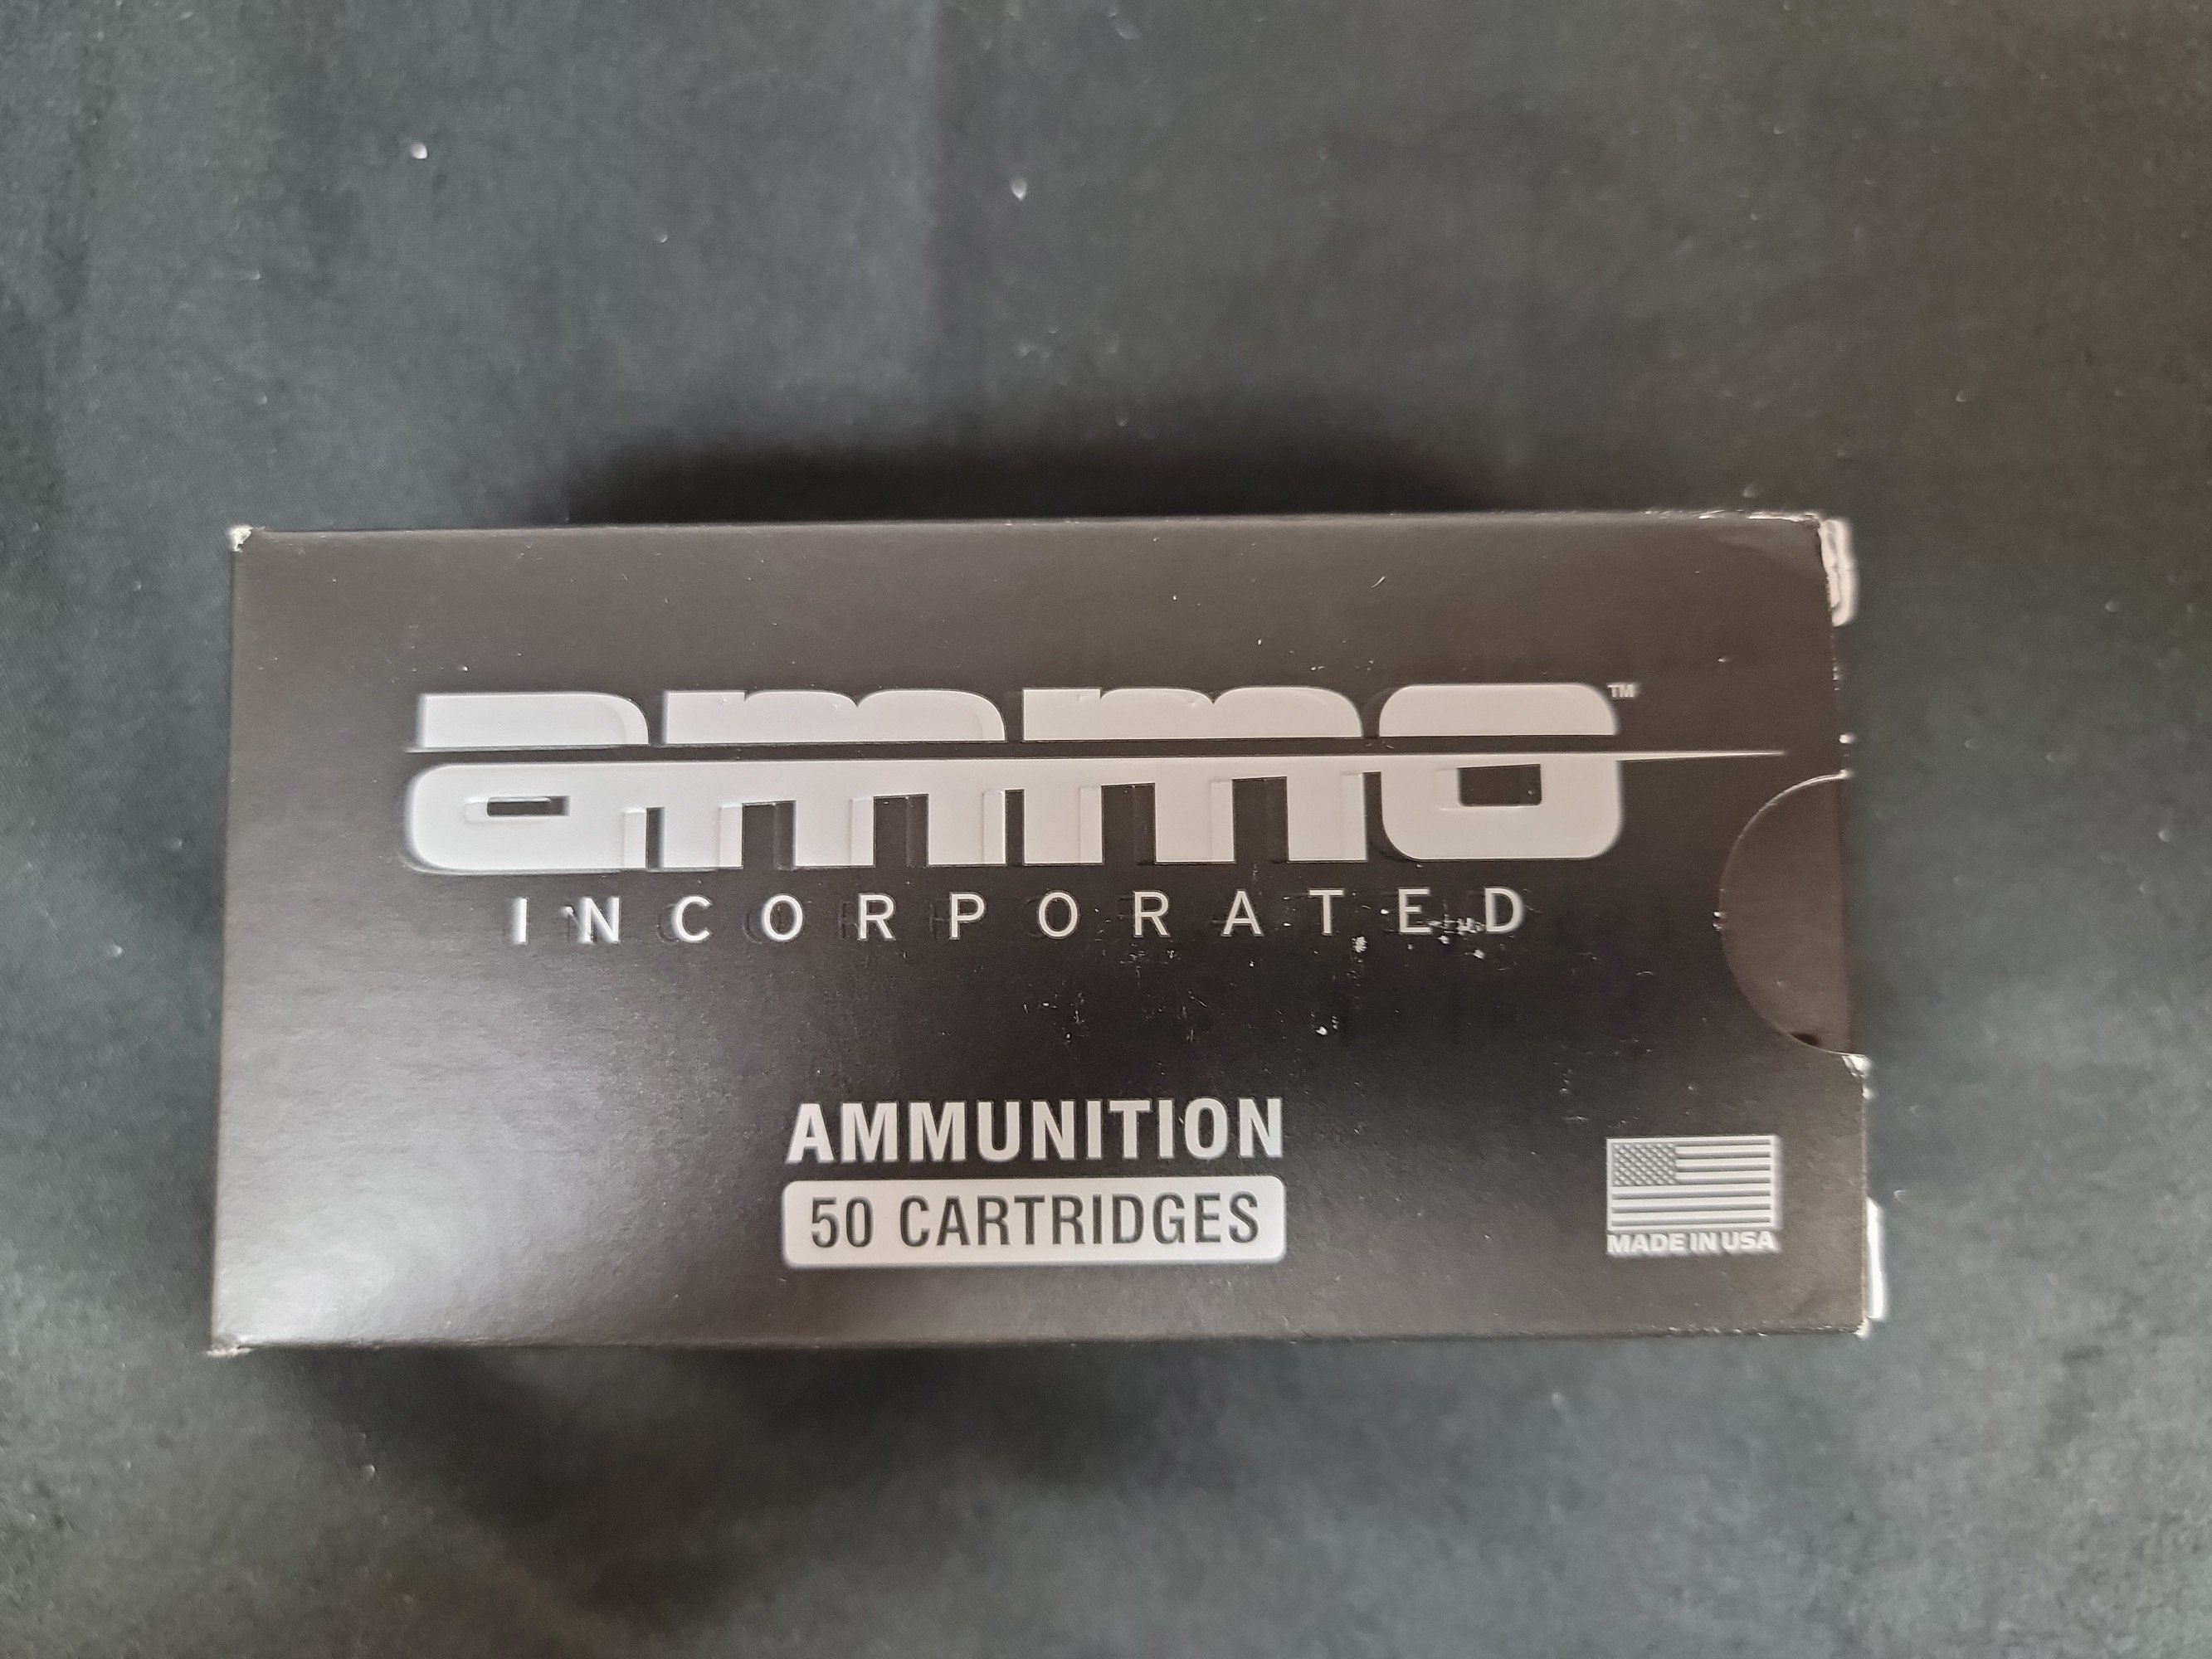 ammo™
INCORPORATED
AMMUNITION
50 CARTRIDGES
MADE IN USA